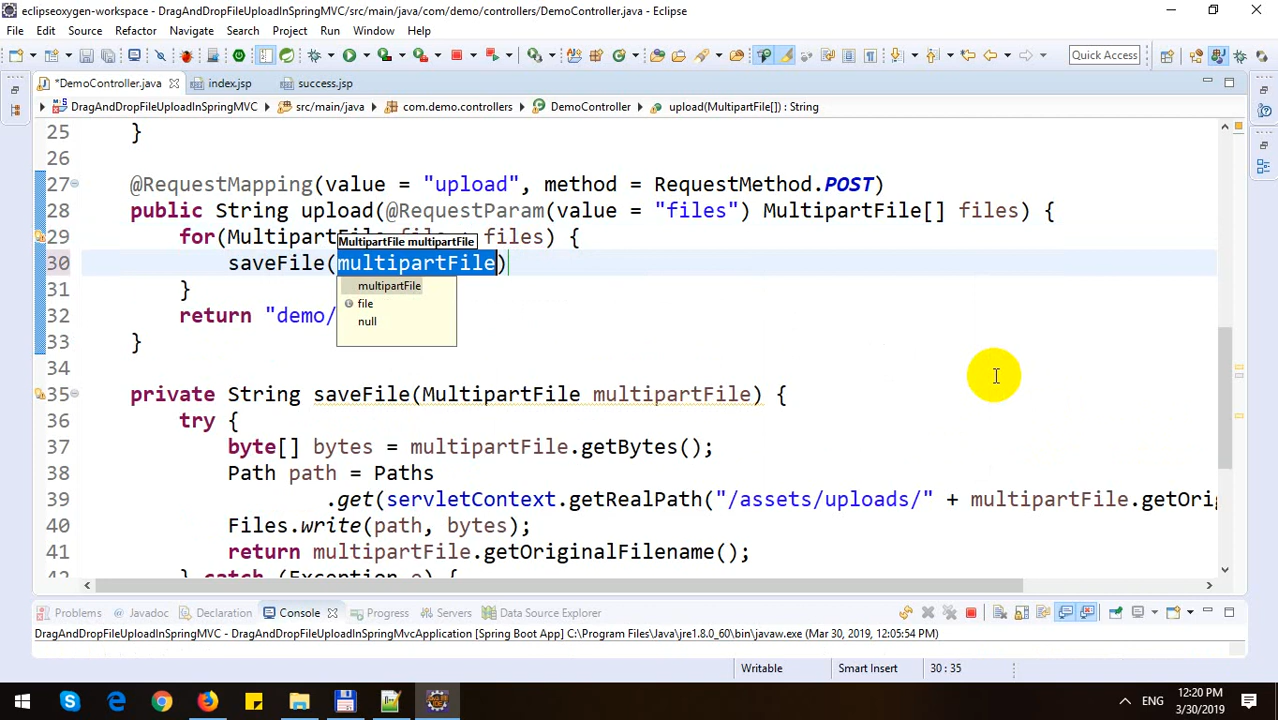 eclipseoxygen-workspace - DragAndDropFileUploadInSpringMVC/src/main/java/com/demo/controllers/DemoController.java - Eclipse
File Edit Source Refactor Navigate Search Project Run Window Help
Quick Access
*DemoController.java index.jsp success.jsp
DragAndDropFileUploadInSpringMVC src/main/java com.demo.controllers DemoController upload(MultipartFile[]) : String
25 }
26
27 @RequestMapping(value = "upload", method = RequestMethod.POST)
28 public String upload(@RequestParam(value = "files") MultipartFile[] files) {
29 for(MultipartFile file : files) {
MultipartFile multipartFile
30 saveFile(multipartFile)
multipartFile
31 }
file
32 return "demo/
null
33 }
34
35 private String saveFile(MultipartFile multipartFile) {
36 try {
37 byte[] bytes = multipartFile.getBytes();
38 Path path = Paths
39 .get(servletContext.getRealPath("/assets/uploads/" + multipartFile.getOrig
40 Files.write(path, bytes);
41 return multipartFile.getOriginalFilename();
42 } catch (Exception e) {
Problems Javadoc Declaration Console Progress Servers Data Source Explorer
DragAndDropFileUploadInSpringMVC - DragAndDropFileUploadInSpringMvcApplication [Spring Boot App] C:\Program Files\Java\jre1.8.0_60\bin\javaw.exe (Mar 30, 2019, 12:05:54 PM)
Writable Smart Insert 30 : 35
ENG
12:20 PM
3/30/2019